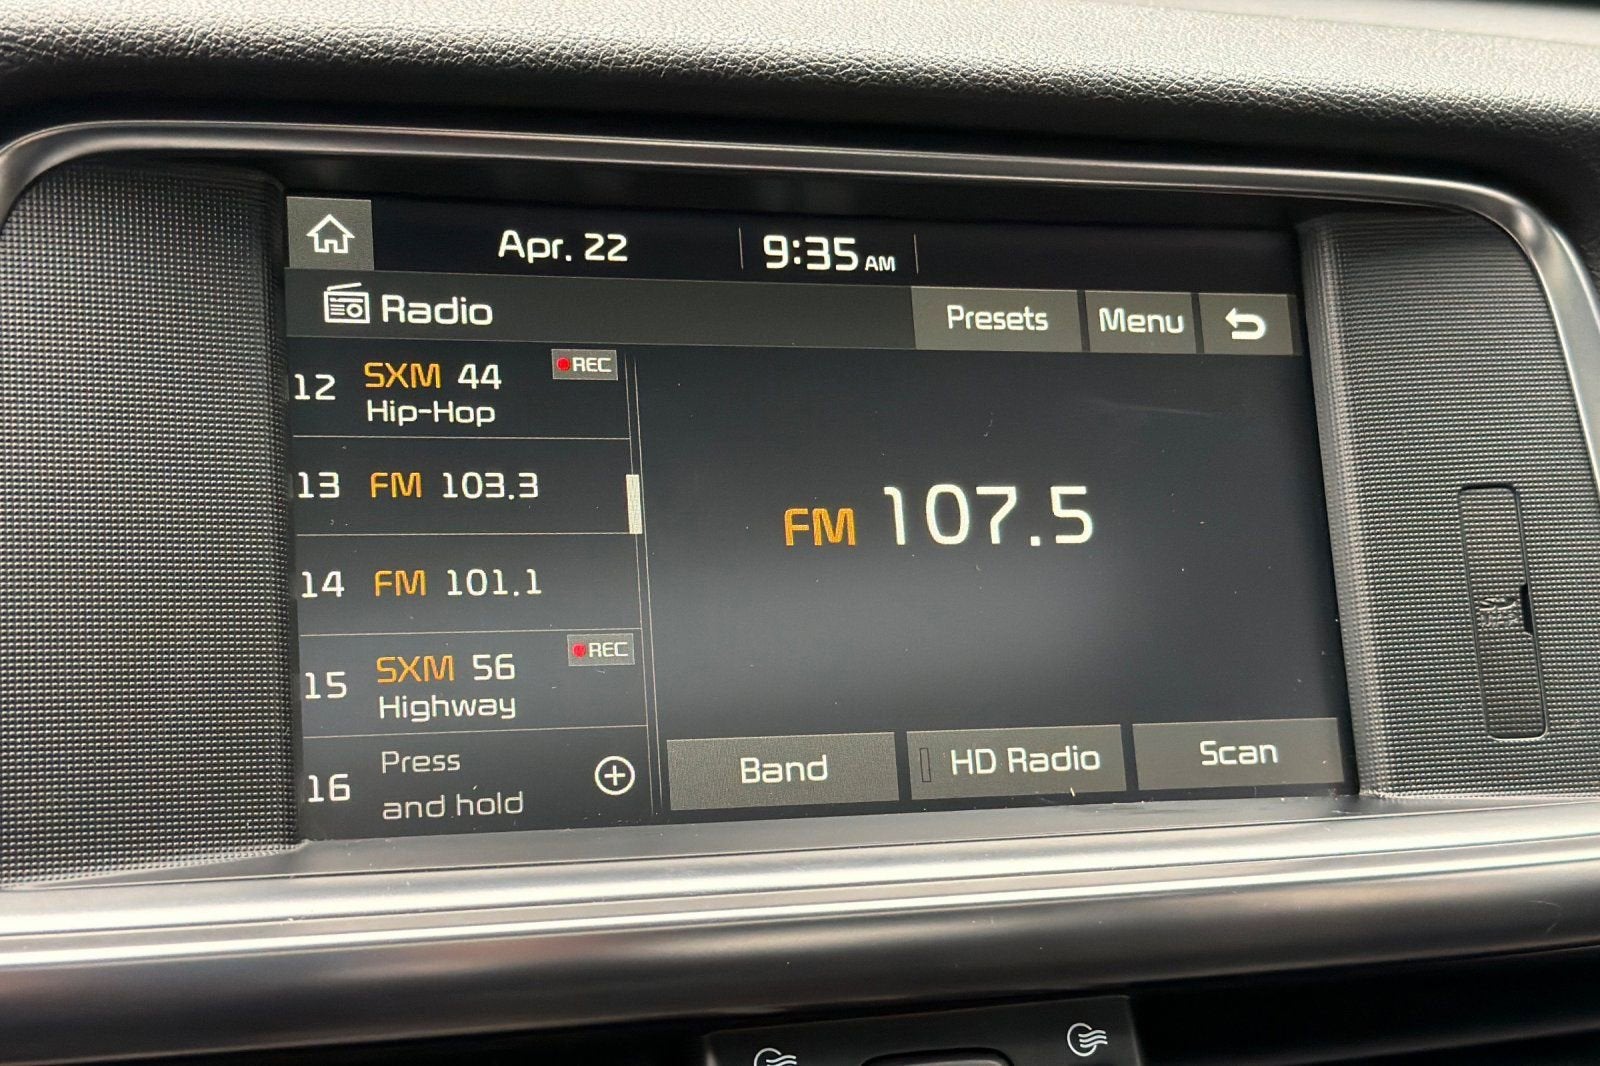 Apr. 22
9:35 AM
Radio
Presets
Menu
12
SXM 44
REC
Hip-Hop
13 FM 103.3
14 FM 101.1
15
SXM 56
REC
Highway
16
Press
and hold
FM 107.5
Band
HD Radio
Scan